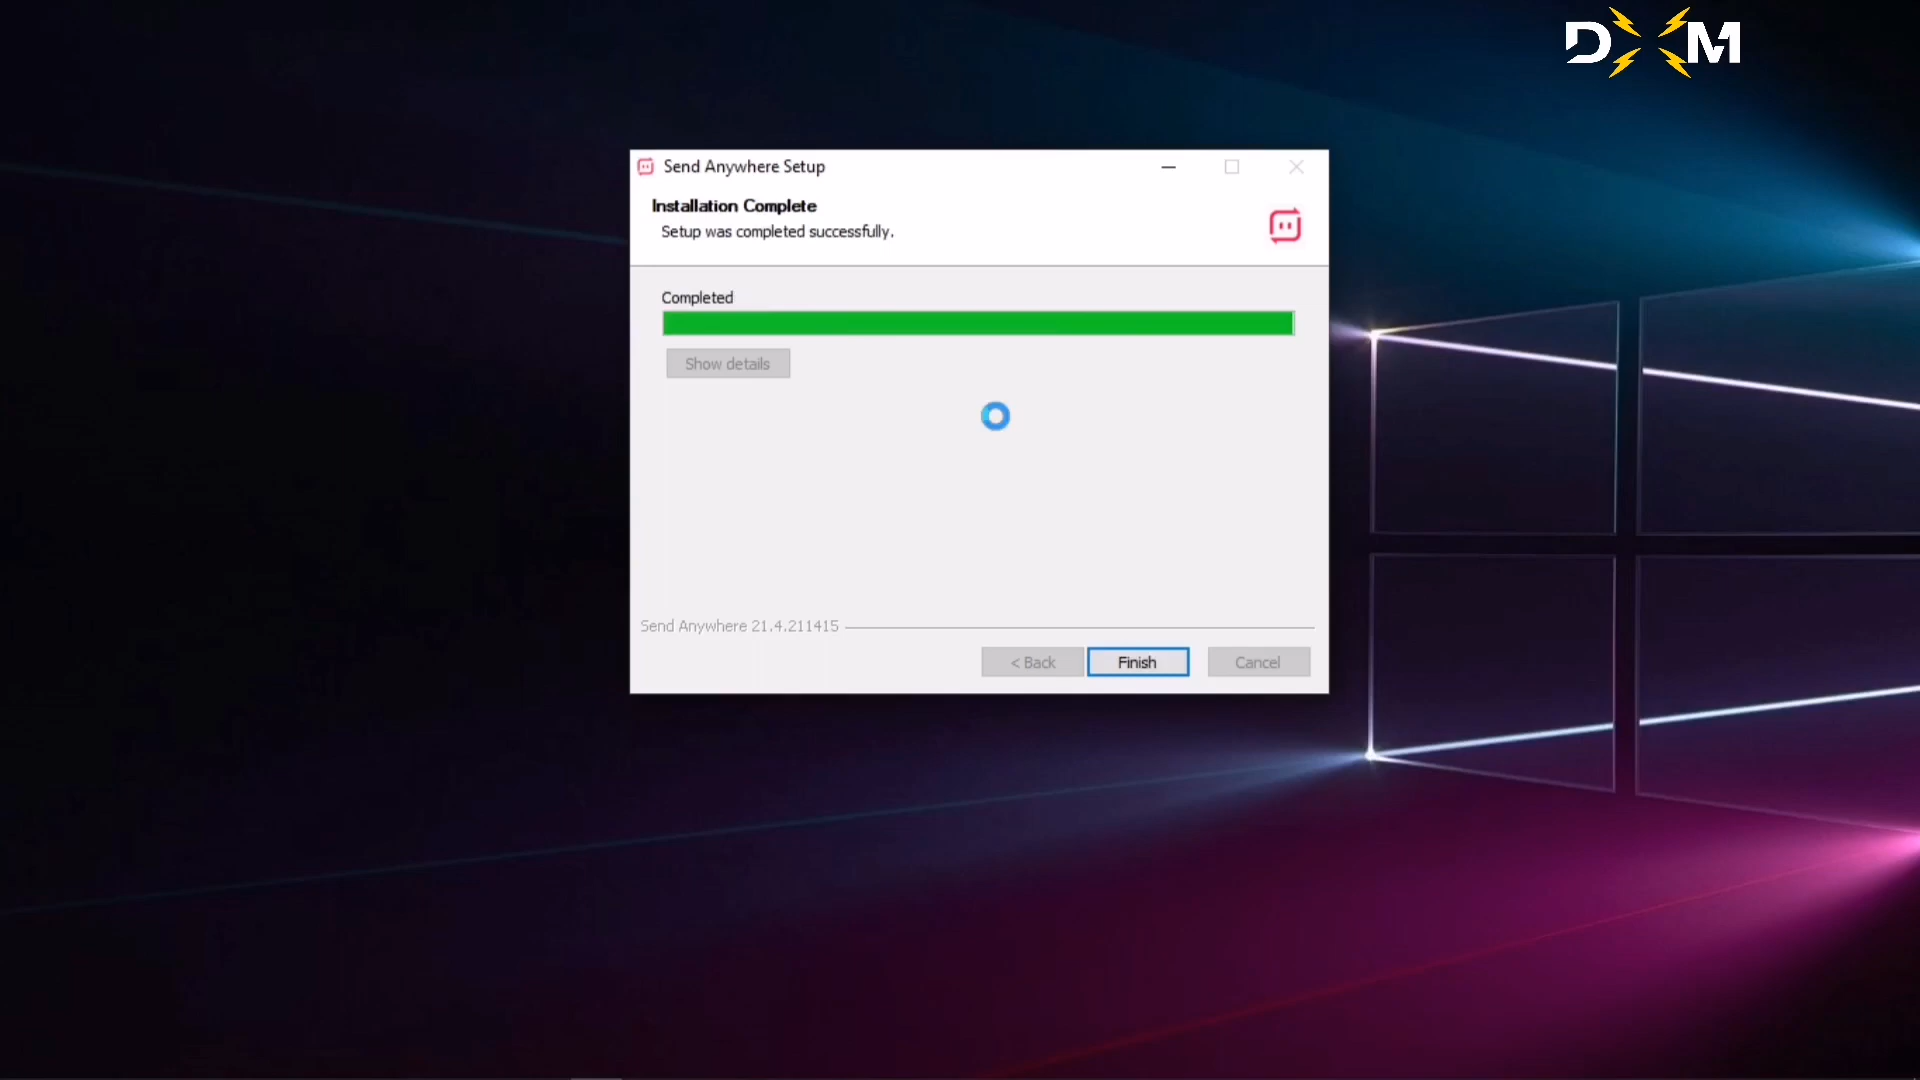 DXM
Send Anywhere Setup
Installation Complete
Setup was completed successfully.
Completed
Show details
Send Anywhere 21.4.211415
< Back
Finish
Cancel